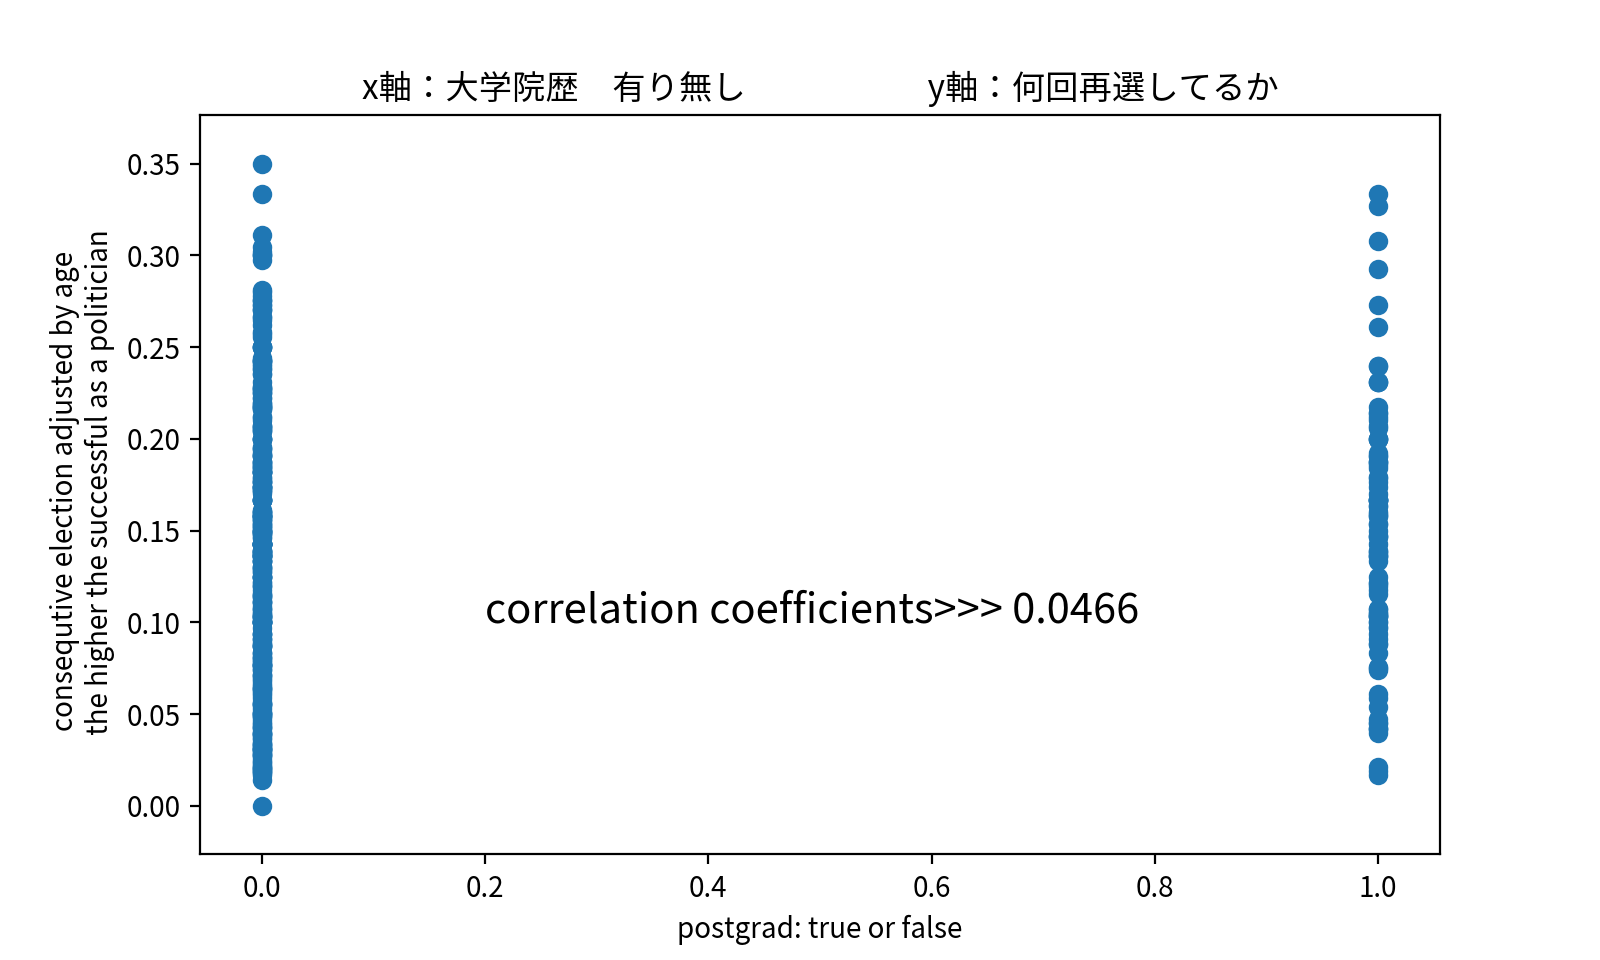 x軸：大学院歴　有り無し　　　　　　y軸：何回再選してるか
consequtive election adjusted by age
the higher the successful as a politician
0.35
0.30
0.25
0.20
0.15
0.10
0.05
0.00
correlation coefficients>>> 0.0466
0.0 0.2 0.4 0.6 0.8 1.0
postgrad: true or false